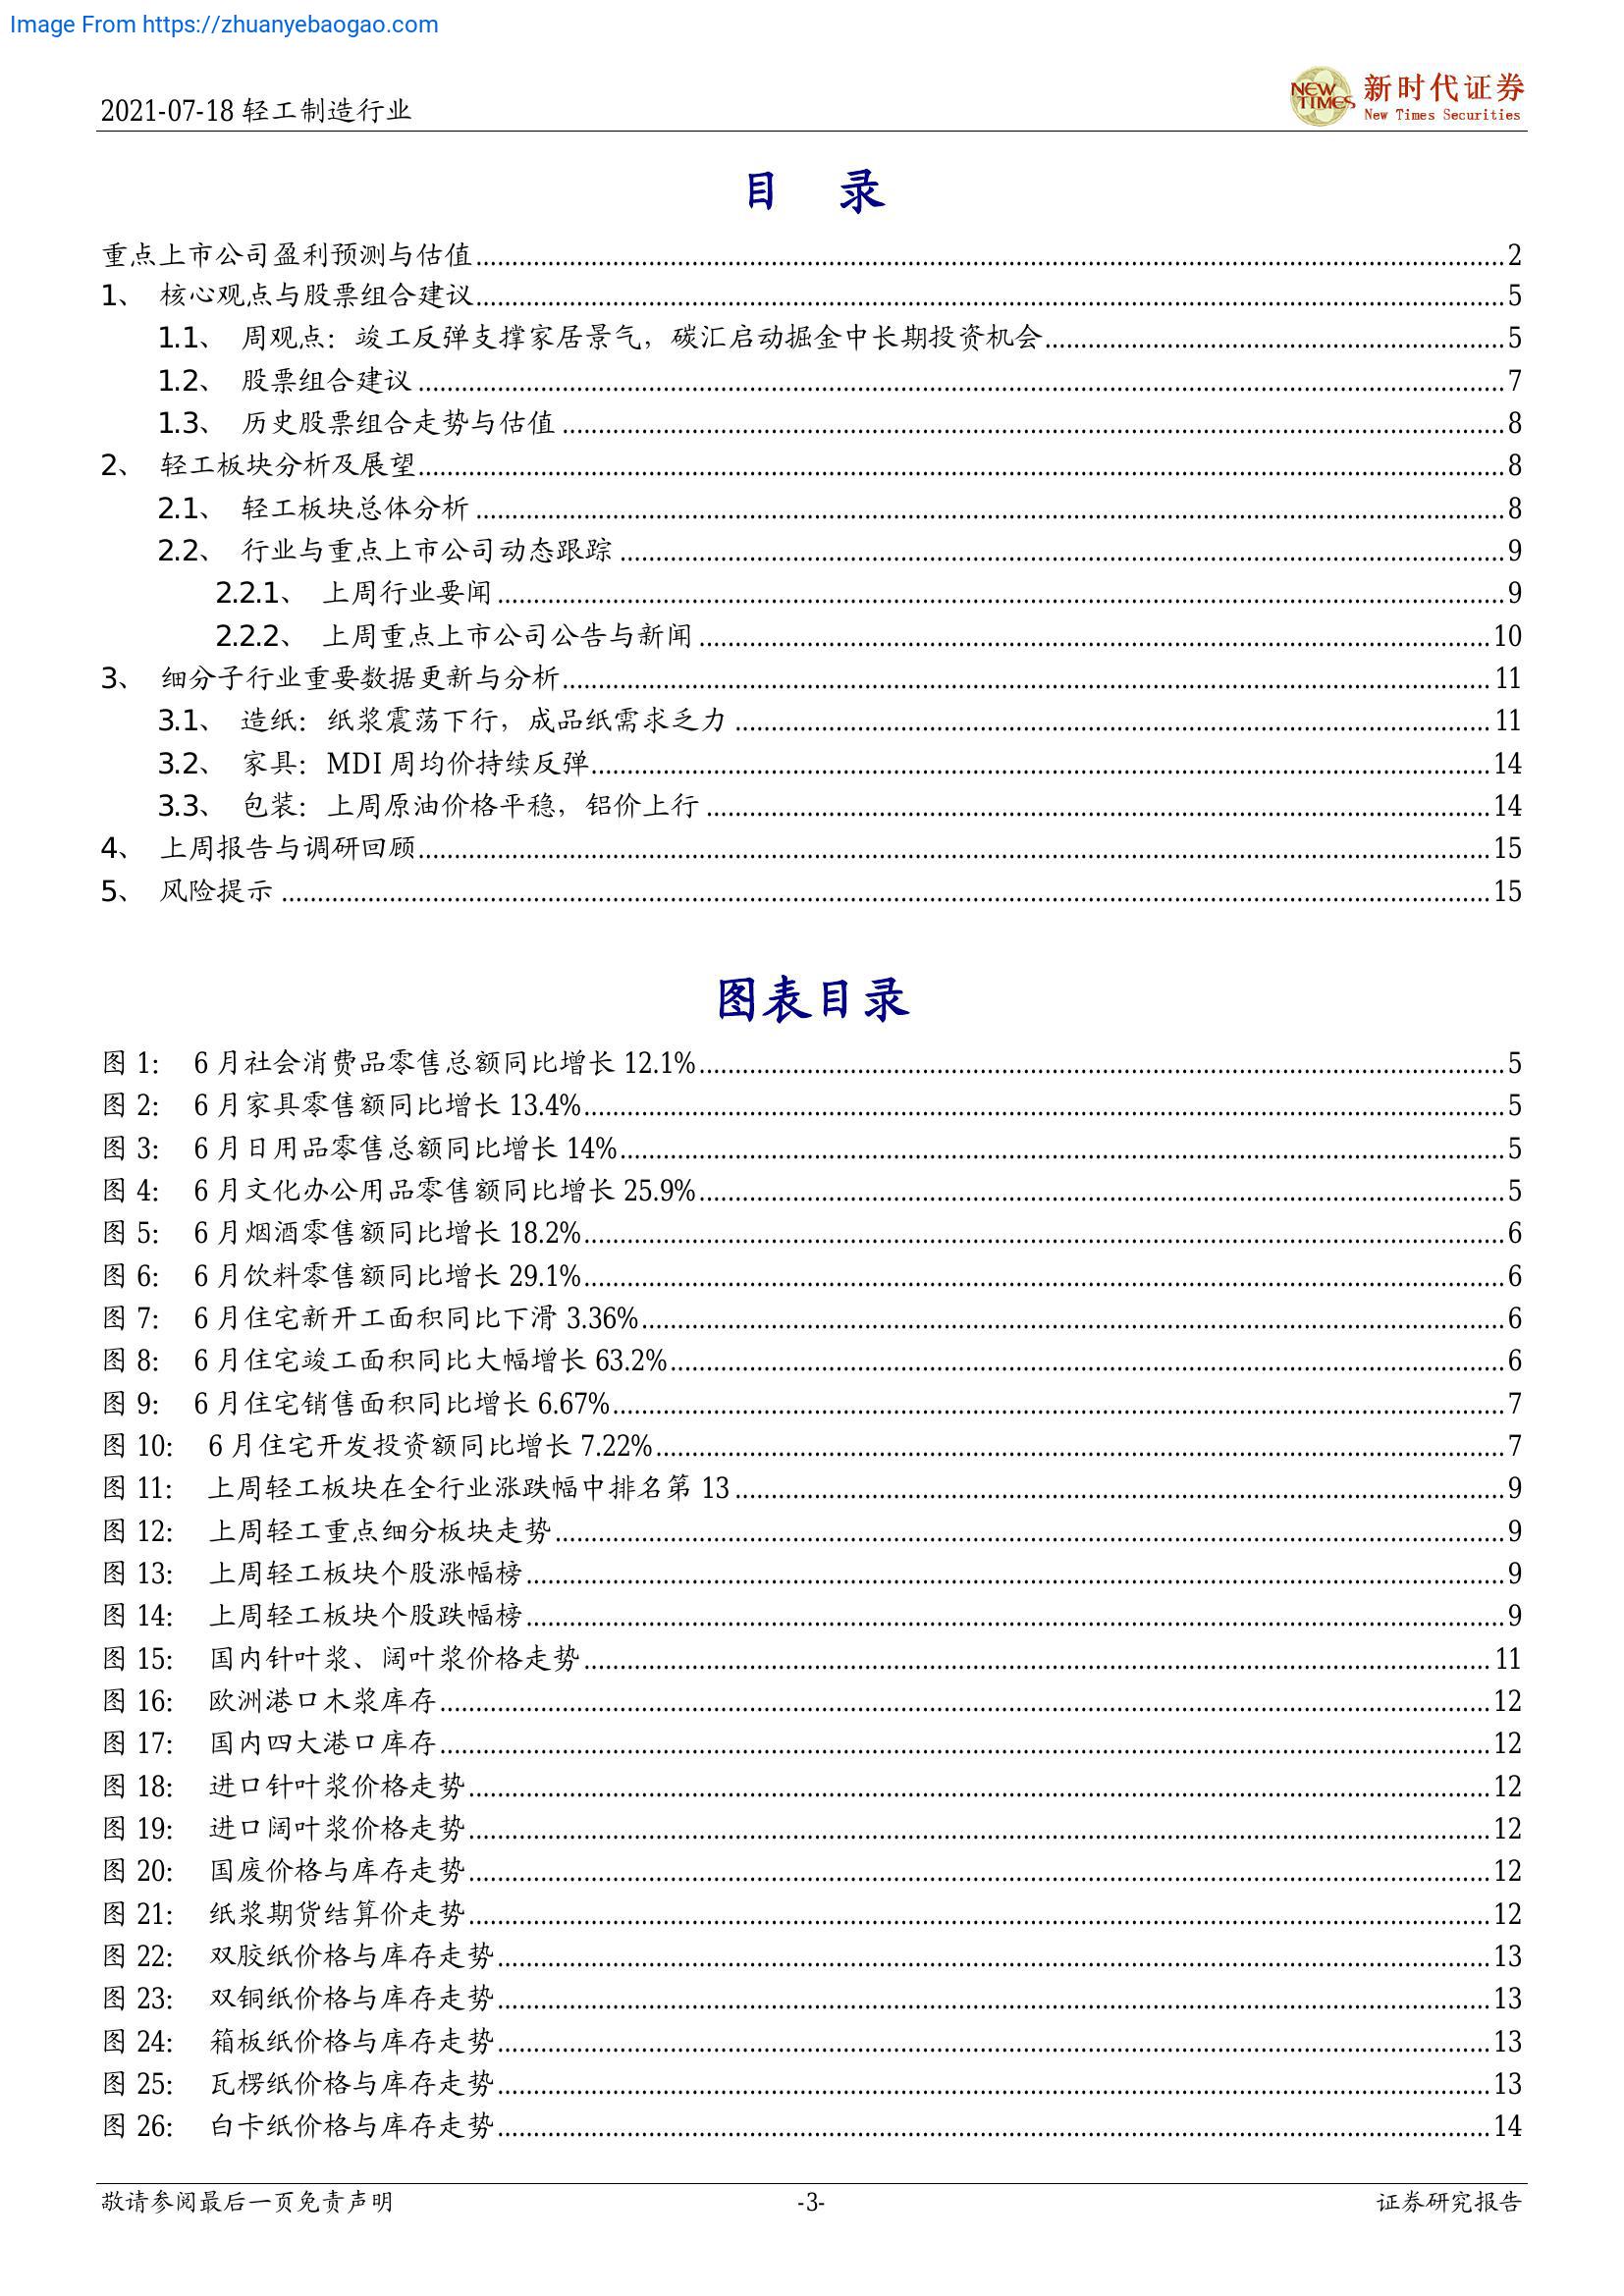 Image From https://zhuanyebaogao.com
2021-07-18 轻工制造行业
NEW TIMES
新时代证券
New Times Securities
目 录
重点上市公司盈利预测与估值 2
1、 核心观点与股票组合建议 5
1.1、 周观点：竣工反弹支撑家居景气，碳汇启动掘金中长期投资机会 5
1.2、 股票组合建议 7
1.3、 历史股票组合走势与估值 8
2、 轻工板块分析及展望 8
2.1、 轻工板块总体分析 8
2.2、 行业与重点上市公司动态跟踪 9
2.2.1、 上周行业要闻 9
2.2.2、 上周重点上市公司公告与新闻 10
3、 细分子行业重要数据更新与分析 11
3.1、 造纸：纸浆震荡下行，成品纸需求乏力 11
3.2、 家具：MDI 周均价持续反弹 14
3.3、 包装：上周原油价格平稳，铝价上行 14
4、 上周报告与调研回顾 15
5、 风险提示 15
图表目录
图 1: 6 月社会消费品零售总额同比增长 12.1% 5
图 2: 6 月家具零售额同比增长 13.4% 5
图 3: 6 月日用品零售总额同比增长 14% 5
图 4: 6 月文化办公用品零售额同比增长 25.9% 5
图 5: 6 月烟酒零售额同比增长 18.2% 6
图 6: 6 月饮料零售额同比增长 29.1% 6
图 7: 6 月住宅新开工面积同比下滑 3.36% 6
图 8: 6 月住宅竣工面积同比大幅增长 63.2% 6
图 9: 6 月住宅销售面积同比增长 6.67% 7
图 10: 6 月住宅开发投资额同比增长 7.22% 7
图 11: 上周轻工板块在全行业涨跌幅中排名第 13 9
图 12: 上周轻工重点细分板块走势 9
图 13: 上周轻工板块个股涨幅榜 9
图 14: 上周轻工板块个股跌幅榜 9
图 15: 国内针叶浆、阔叶浆价格走势 11
图 16: 欧洲港口木浆库存 12
图 17: 国内四大港口库存 12
图 18: 进口针叶浆价格走势 12
图 19: 进口阔叶浆价格走势 12
图 20: 国废价格与库存走势 12
图 21: 纸浆期货结算价走势 12
图 22: 双胶纸价格与库存走势 13
图 23: 双铜纸价格与库存走势 13
图 24: 箱板纸价格与库存走势 13
图 25: 瓦楞纸价格与库存走势 13
图 26: 白卡纸价格与库存走势 14
敬请参阅最后一页免责声明 -3- 证券研究报告